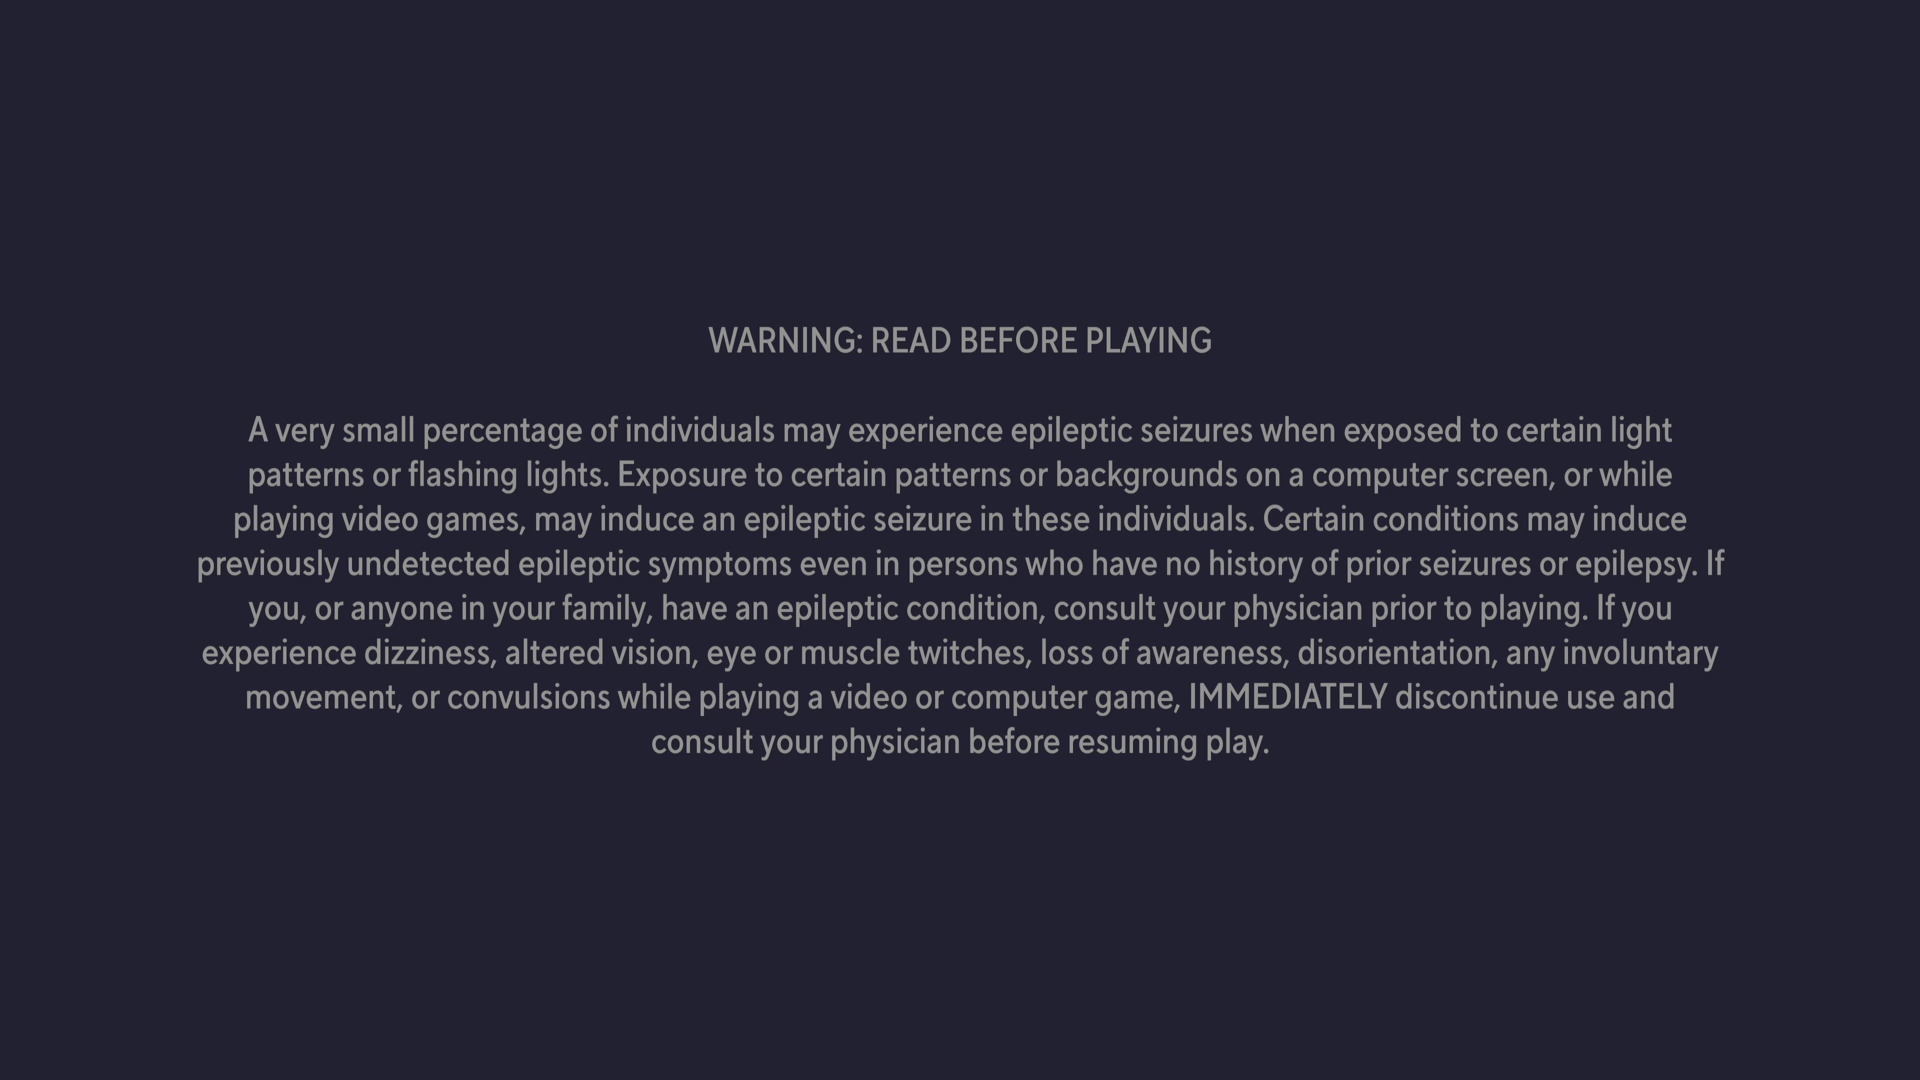 WARNING: READ BEFORE PLAYING
A very small percentage of individuals may experience epileptic seizures when exposed to certain light
patterns or flashing lights. Exposure to certain patterns or backgrounds on a computer screen, or while
playing video games, may induce an epileptic seizure in these individuals. Certain conditions may induce
previously undetected epileptic symptoms even in persons who have no history of prior seizures or epilepsy. If
you, or anyone in your family, have an epileptic condition, consult your physician prior to playing. If you
experience dizziness, altered vision, eye or muscle twitches, loss of awareness, disorientation, any involuntary
movement, or convulsions while playing a video or computer game, IMMEDIATELY discontinue use and
consult your physician before resuming play.